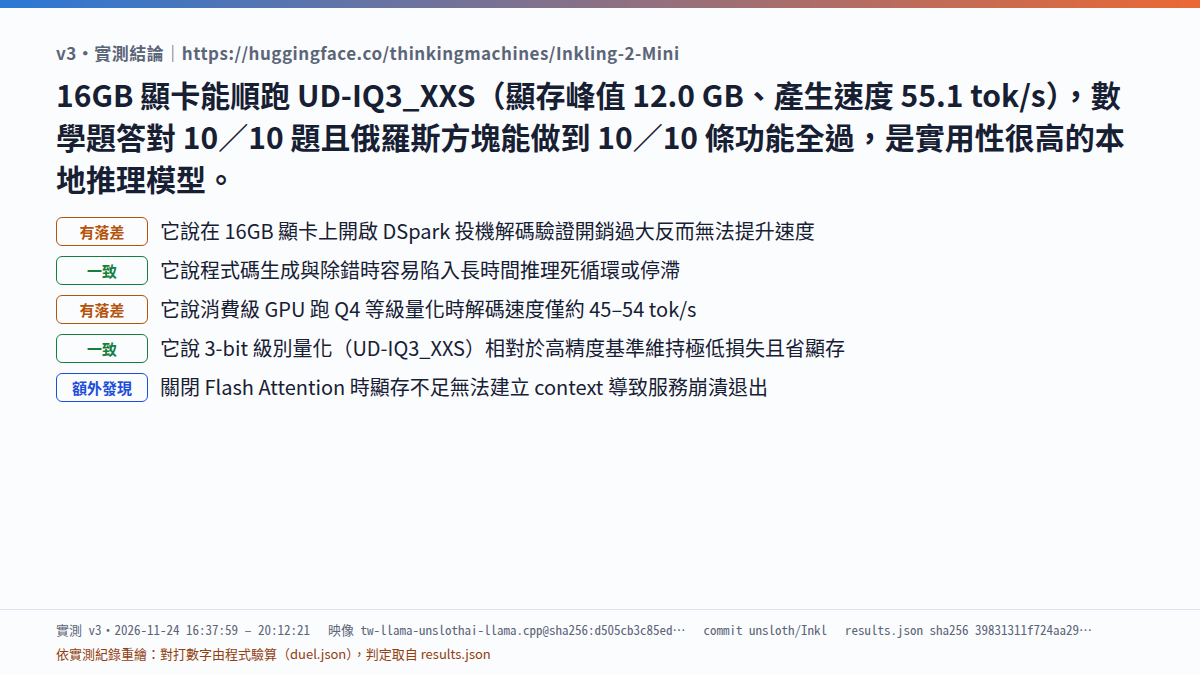 v3・實測結論｜https://huggingface.co/thinkingmachines/Inkling-2-Mini
16GB 顯卡能順跑 UD-IQ3_XXS（顯存峰值 12.0 GB、產生速度 55.1 tok/s），數
學題答對 10／10 題且俄羅斯方塊能做到 10／10 條功能全過，是實用性很高的本
地推理模型。
有落差 它說在 16GB 顯卡上開啟 DSpark 投機解碼驗證開銷過大反而無法提升速度
一致 它說程式碼生成與除錯時容易陷入長時間推理死循環或停滯
有落差 它說消費級 GPU 跑 Q4 等級量化時解碼速度僅約 45–54 tok/s
一致 它說 3-bit 級別量化（UD-IQ3_XXS）相對於高精度基準維持極低損失且省顯存
額外發現 關閉 Flash Attention 時顯存不足無法建立 context 導致服務崩潰退出
實測 v3・2026-11-24 16:37:59 – 20:12:21 映像 tw-llama-unslothai-llama.cpp@sha256:d505cb3c85ed… commit unsloth/Inkl results.json sha256 39831311f724aa29…
依實測紀錄重繪：對打數字由程式驗算（duel.json），判定取自 results.json